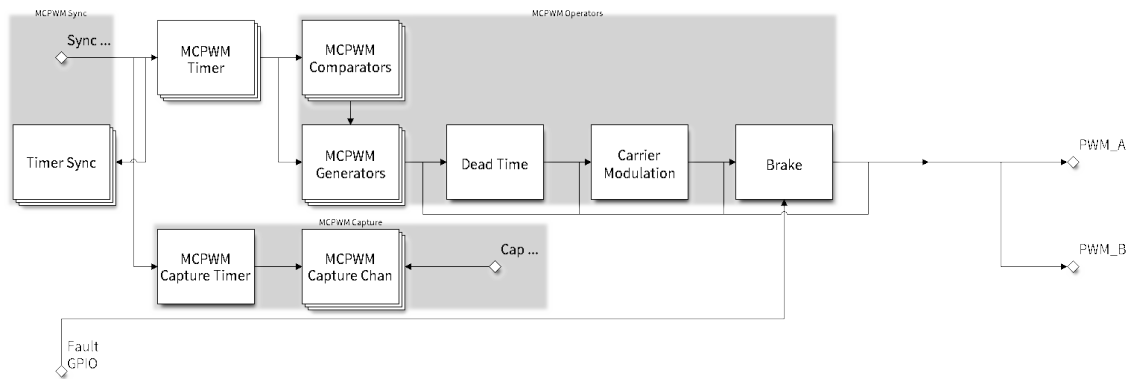 MCPWM Sync
MCPWM Operators
Sync ...
MCPWM
Timer
MCPWM
Comparators
Timer Sync
MCPWM
Generators
Dead Time
Carrier
Modulation
Brake
PWM_A
MCPWM Capture
MCPWM
Capture Timer
MCPWM
Capture Chan
Cap ...
PWM_B
Fault
GPIO